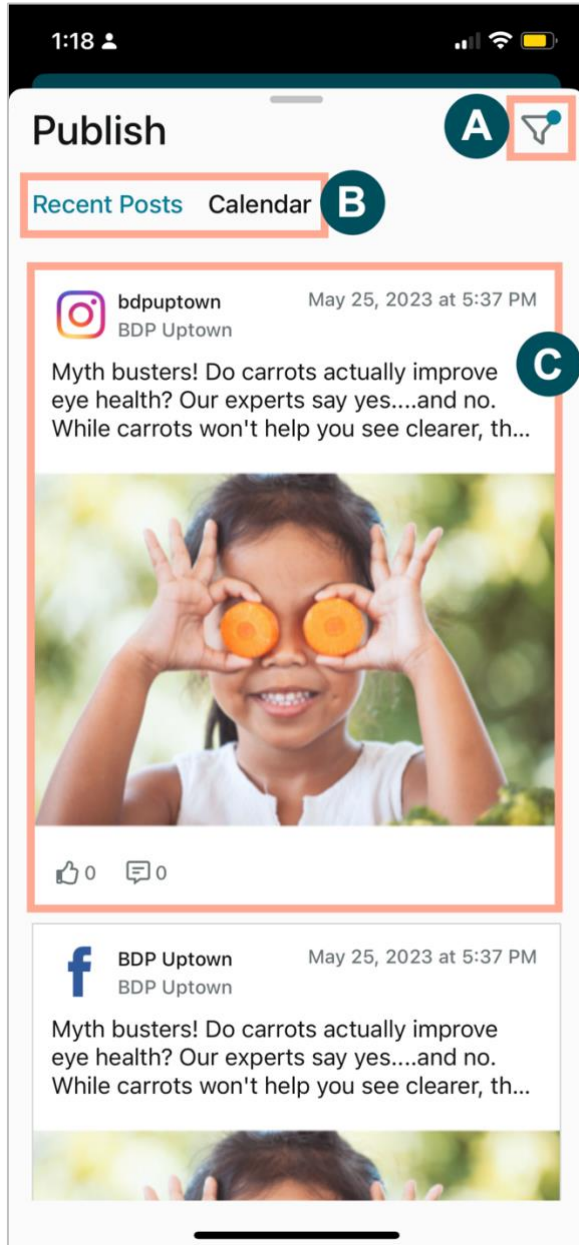 1:18
Publish
A
Recent Posts Calendar
B
bdpuptown May 25, 2023 at 5:37 PM
BDP Uptown
C
Myth busters! Do carrots actually improve
eye health? Our experts say yes....and no.
While carrots won't help you see clearer, th...
0 0
BDP Uptown May 25, 2023 at 5:37 PM
BDP Uptown
Myth busters! Do carrots actually improve
eye health? Our experts say yes....and no.
While carrots won't help you see clearer, th...